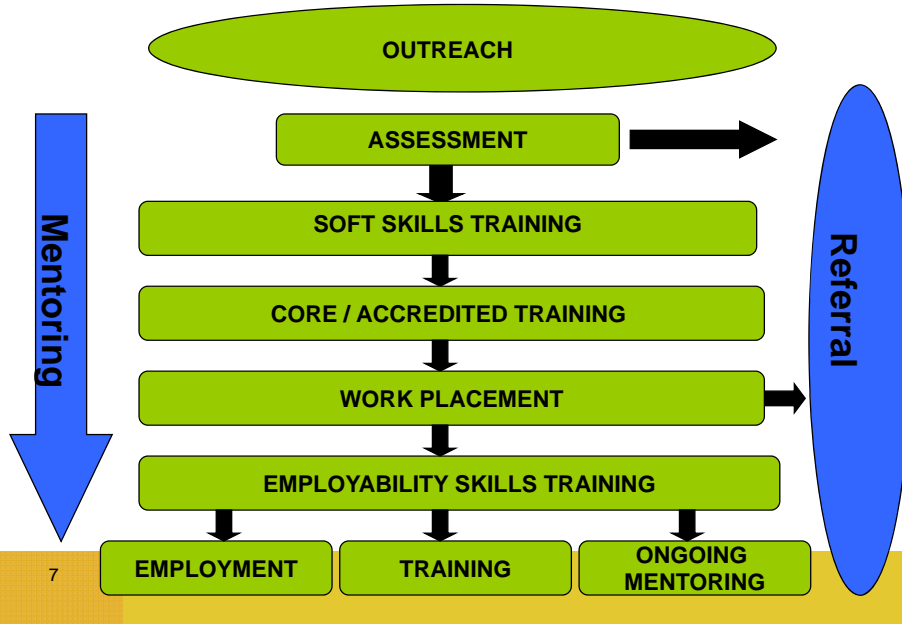 OUTREACH
ASSESSMENT
SOFT SKILLS TRAINING
CORE / ACCREDITED TRAINING
WORK PLACEMENT
EMPLOYABILITY SKILLS TRAINING
EMPLOYMENT
TRAINING
ONGOING
MENTORING
Mentoring
Referral
7